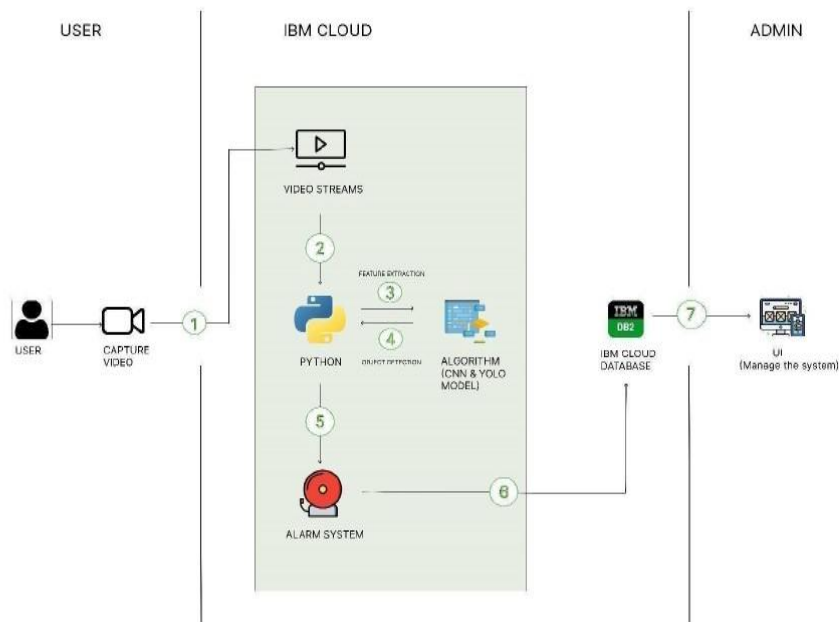 USER
IBM CLOUD
ADMIN
VIDEO STREAMS
2
FEATURE EXTRACTION
3
1
4
OBJECT DETECTION
PYTHON
ALGORITHM
(CNN & YOLO
MODEL)
USER
CAPTURE
VIDEO
IBM
DB2
IBM CLOUD
DATABASE
7
UI
(Manage the system)
5
6
ALARM SYSTEM